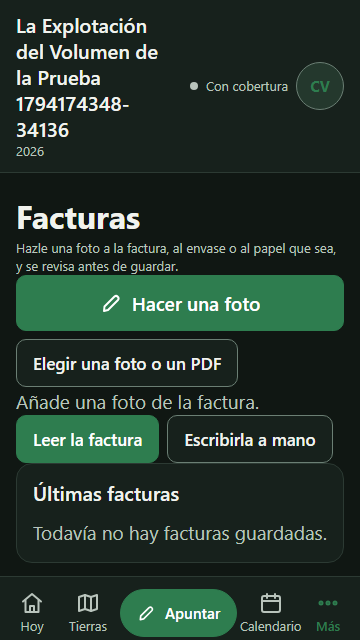 La Explotación
del Volumen de
la Prueba
1794174348-
34136
2026
Con cobertura
CV
Facturas
Hazle una foto a la factura, al envase o al papel que sea,
y se revisa antes de guardar.
Hacer una foto
Elegir una foto o un PDF
Añade una foto de la factura.
Leer la factura
Escribirla a mano
Últimas facturas
Todavía no hay facturas guardadas.
Hoy
Tierras
Apuntar
Calendario
Más